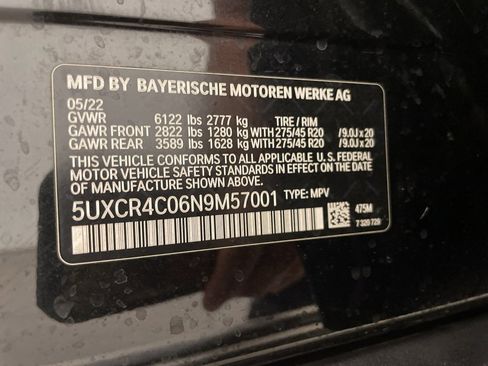 MFD BY BAYERISCHE MOTOREN WERKE AG
05/22
GVWR 6122 lbs 2777 kg TIRE / RIM
GAWR FRONT 2822 lbs 1280 kg WITH 275/45 R20 / 9.0J x 20
GAWR REAR 3589 lbs 1628 kg WITH 275/45 R20 / 9.0J x 20
THIS VEHICLE CONFORMS TO ALL APPLICABLE U.S. FEDERAL
MOTOR VEHICLE SAFETY STANDARDS IN EFFECT ON THE DATE
OF MANUFACTURE SHOWN ABOVE.
5UXCR4C06N9M57001 TYPE: MPV
475M
7 320 729